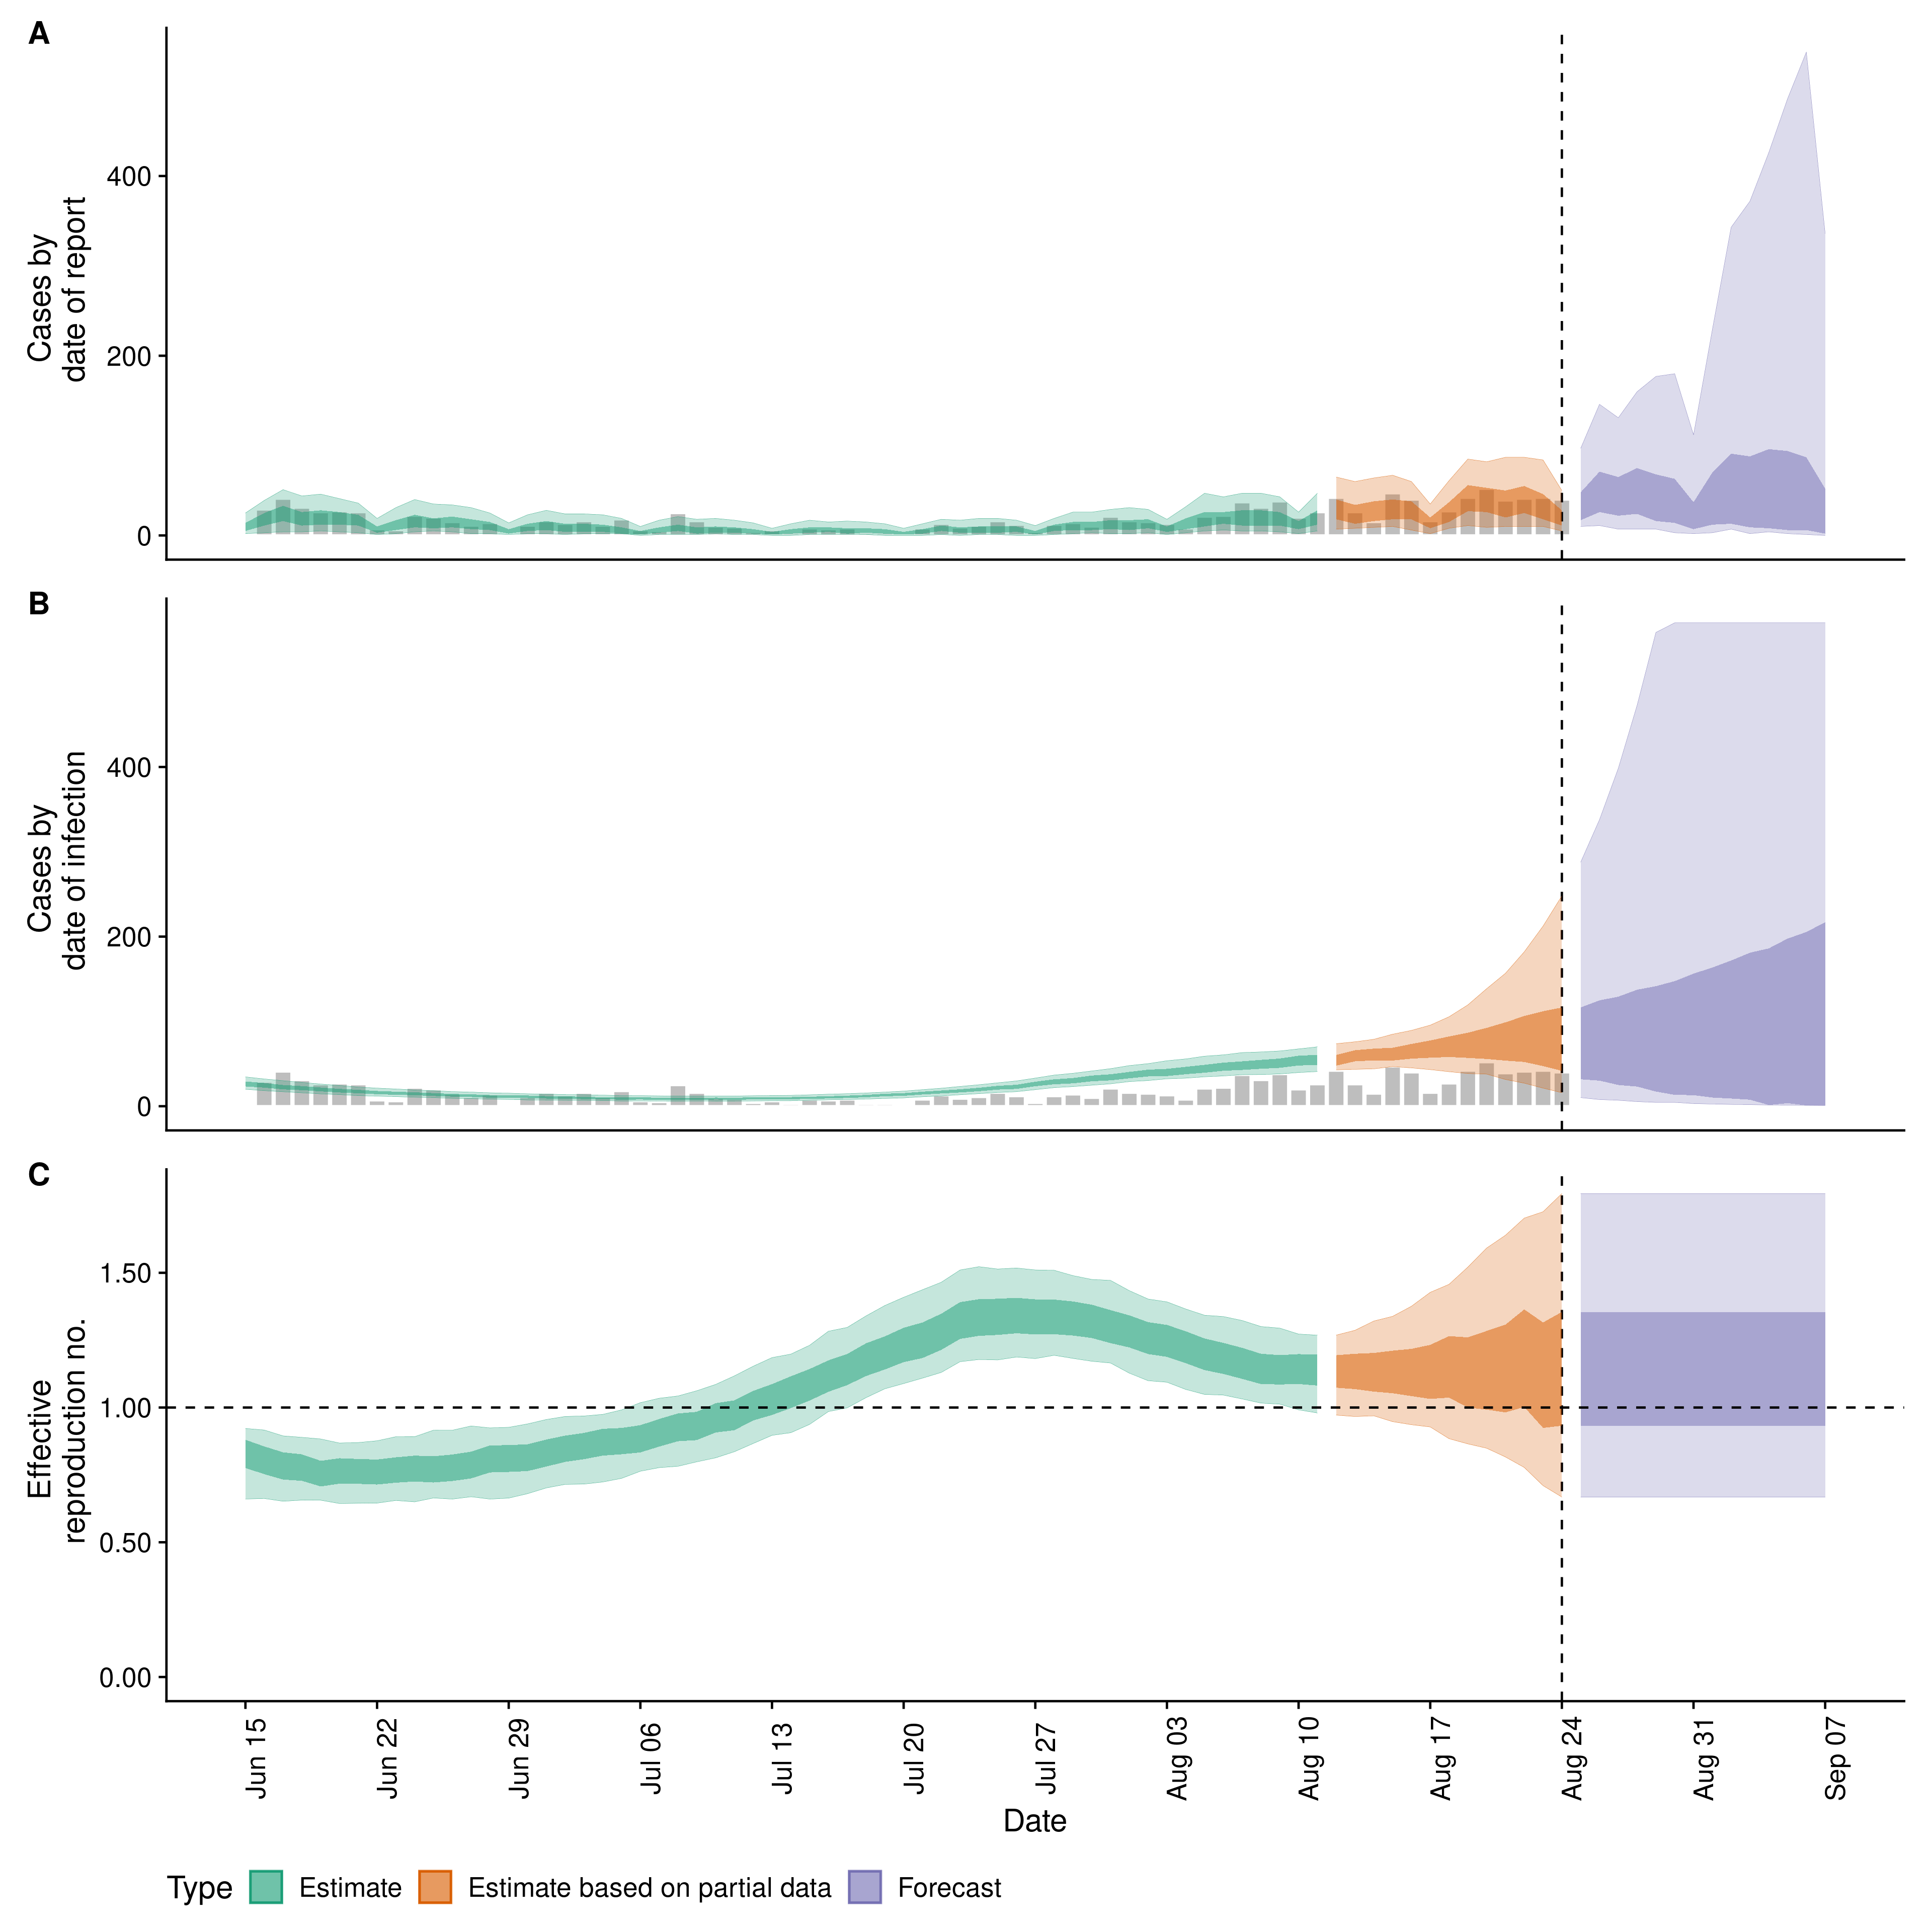 A
Cases by
date of report
400
200
0
B
Cases by
date of infection
400
200
0
C
Effective
reproduction no.
1.50
1.00
0.50
0.00
Jun 15
Jun 22
Jun 29
Jul 06
Jul 13
Jul 20
Jul 27
Aug 03
Aug 10
Aug 17
Aug 24
Aug 31
Sep 07
Date
Type Estimate Estimate based on partial data Forecast